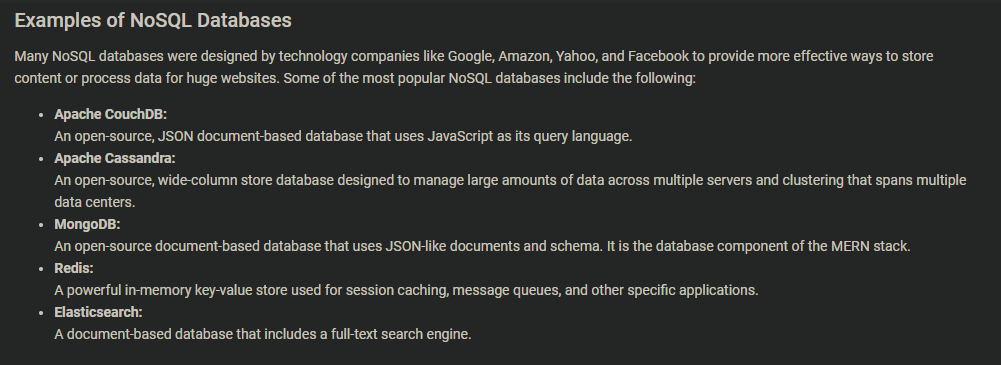 Examples of NoSQL Databases
Many NoSQL databases were designed by technology companies like Google, Amazon, Yahoo, and Facebook to provide more effective ways to store
content or process data for huge websites. Some of the most popular NoSQL databases include the following:
• Apache CouchDB:
An open-source, JSON document-based database that uses JavaScript as its query language.
• Apache Cassandra:
An open-source, wide-column store database designed to manage large amounts of data across multiple servers and clustering that spans multiple
data centers.
• MongoDB:
An open-source document-based database that uses JSON-like documents and schema. It is the database component of the MERN stack.
• Redis:
A powerful in-memory key-value store used for session caching, message queues, and other specific applications.
• Elasticsearch:
A document-based database that includes a full-text search engine.